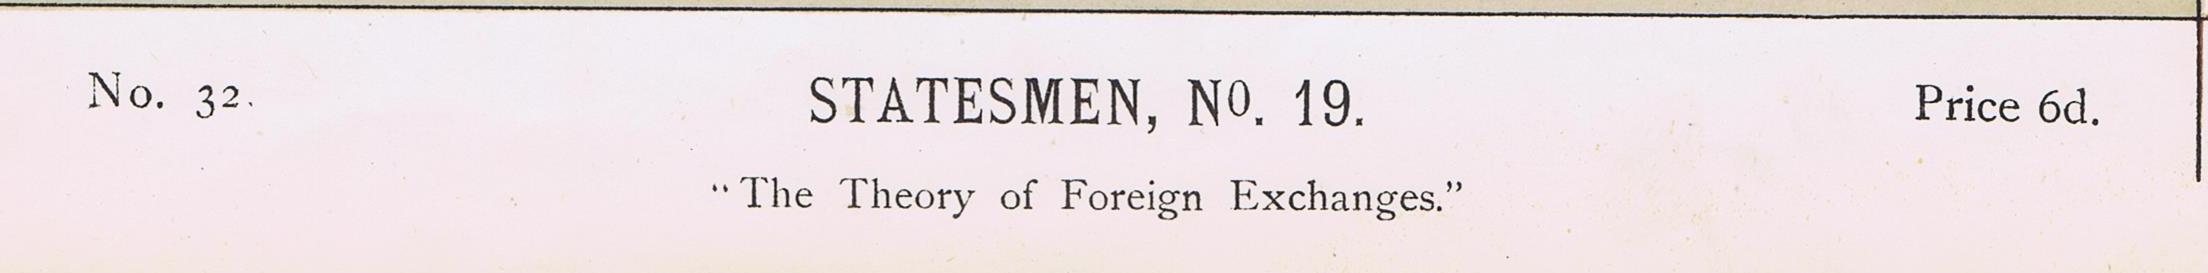 No. 32. STATESMEN, No. 19. Price 6d.
"The Theory of Foreign Exchanges."